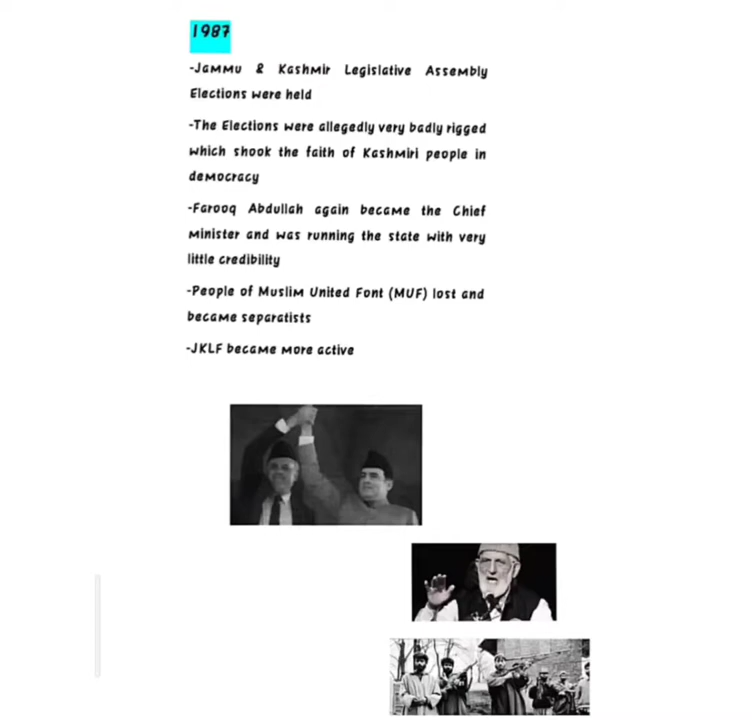 1987
-Jammu & Kashmir Legislative Assembly
Elections were held
-The Elections were allegedly very badly rigged
which shook the faith of Kashmiri people in
democracy
-Farooq Abdullah again became the Chief
Minister and was running the state with very
little credibility
-People of Muslim United Font (MUF) lost and
became separatists
-JKLF became more active